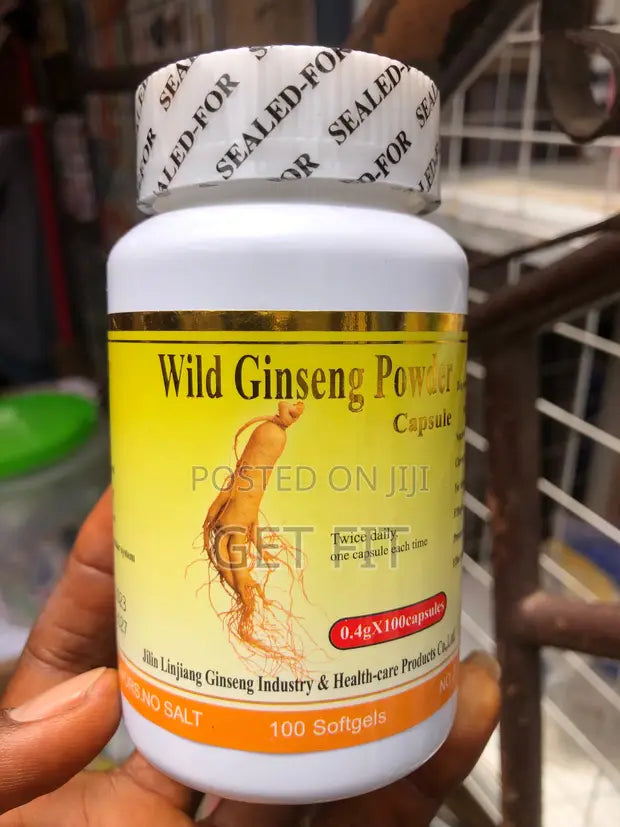 SEALED-FOR SEALED-FOR SEALED-FOR
Wild Ginseng Powder
Capsule
POSTED ON JIJI
GET FIT
Twice daily.
one capsule each time
system
0.4gX100capsules
Jilin Linjiang Ginseng Industry & Health-care Products Co.,Ltd.
NO SALT
100 Softgels